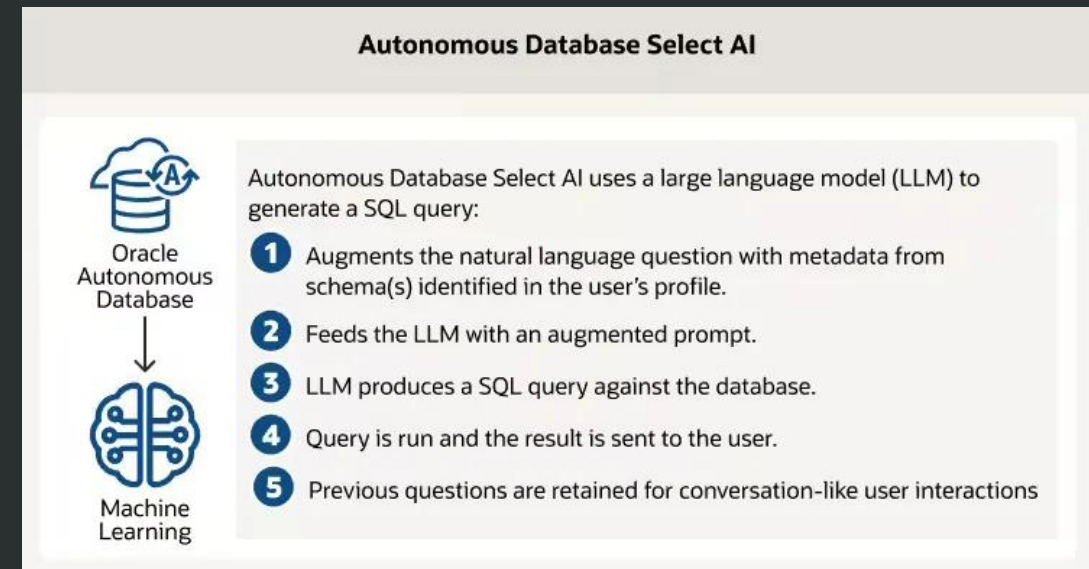 Autonomous Database Select AI
A
Oracle
Autonomous
Database
Machine
Learning
Autonomous Database Select AI uses a large language model (LLM) to
generate a SQL query:
1 Augments the natural language question with metadata from
schema(s) identified in the user's profile.
2 Feeds the LLM with an augmented prompt.
3 LLM produces a SQL query against the database.
4 Query is run and the result is sent to the user.
5 Previous questions are retained for conversation-like user interactions